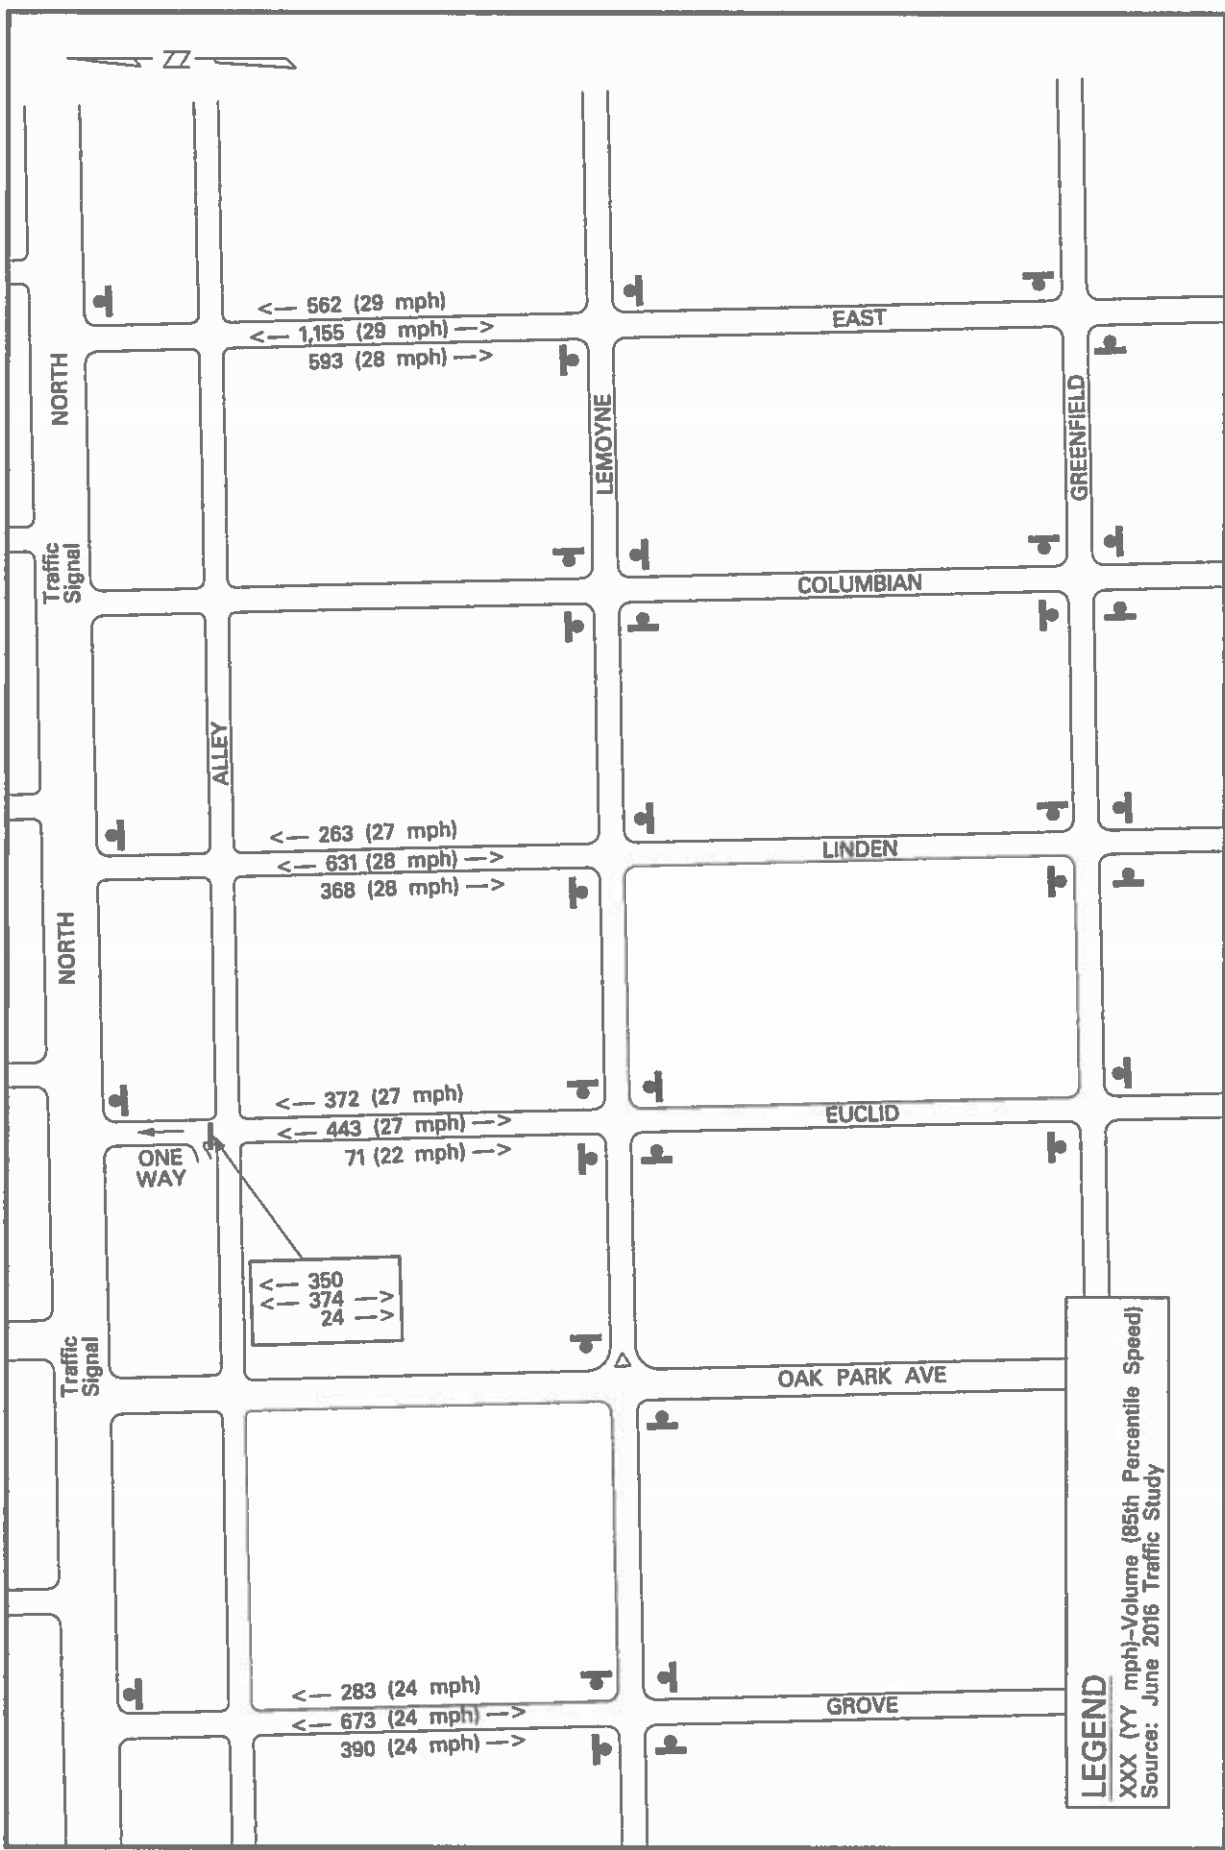 N
<— 562 (29 mph)
<— 1,155 (29 mph) —>
593 (28 mph) —>
EAST
NORTH
LEMOYNE
GREENFIELD
Traffic
Signal
COLUMBIAN
ALLEY
<— 263 (27 mph)
<— 631 (28 mph) —>
368 (28 mph) —>
LINDEN
NORTH
<— 372 (27 mph)
<— 443 (27 mph) —>
71 (22 mph) —>
EUCLID
ONE
WAY
<— 350
<— 374 —>
24 —>
Traffic
Signal
OAK PARK AVE
<— 283 (24 mph)
<— 673 (24 mph) —>
390 (24 mph) —>
GROVE
LEGEND
XXX (YY mph)-Volume (85th Percentile Speed)
Source: June 2016 Traffic Study